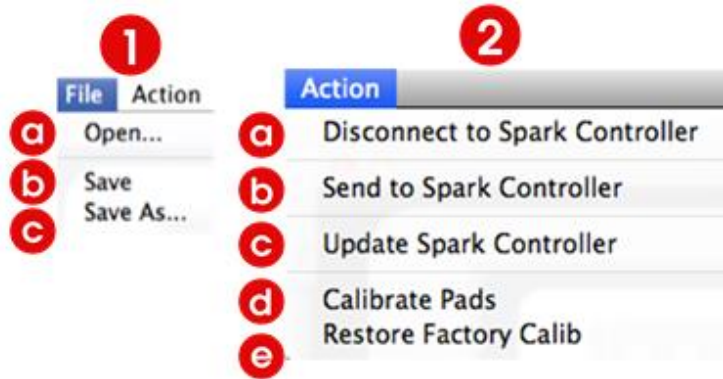 1
File Action
a Open...
b Save
c Save As...
2
Action
a Disconnect to Spark Controller
b Send to Spark Controller
c Update Spark Controller
d Calibrate Pads
e Restore Factory Calib